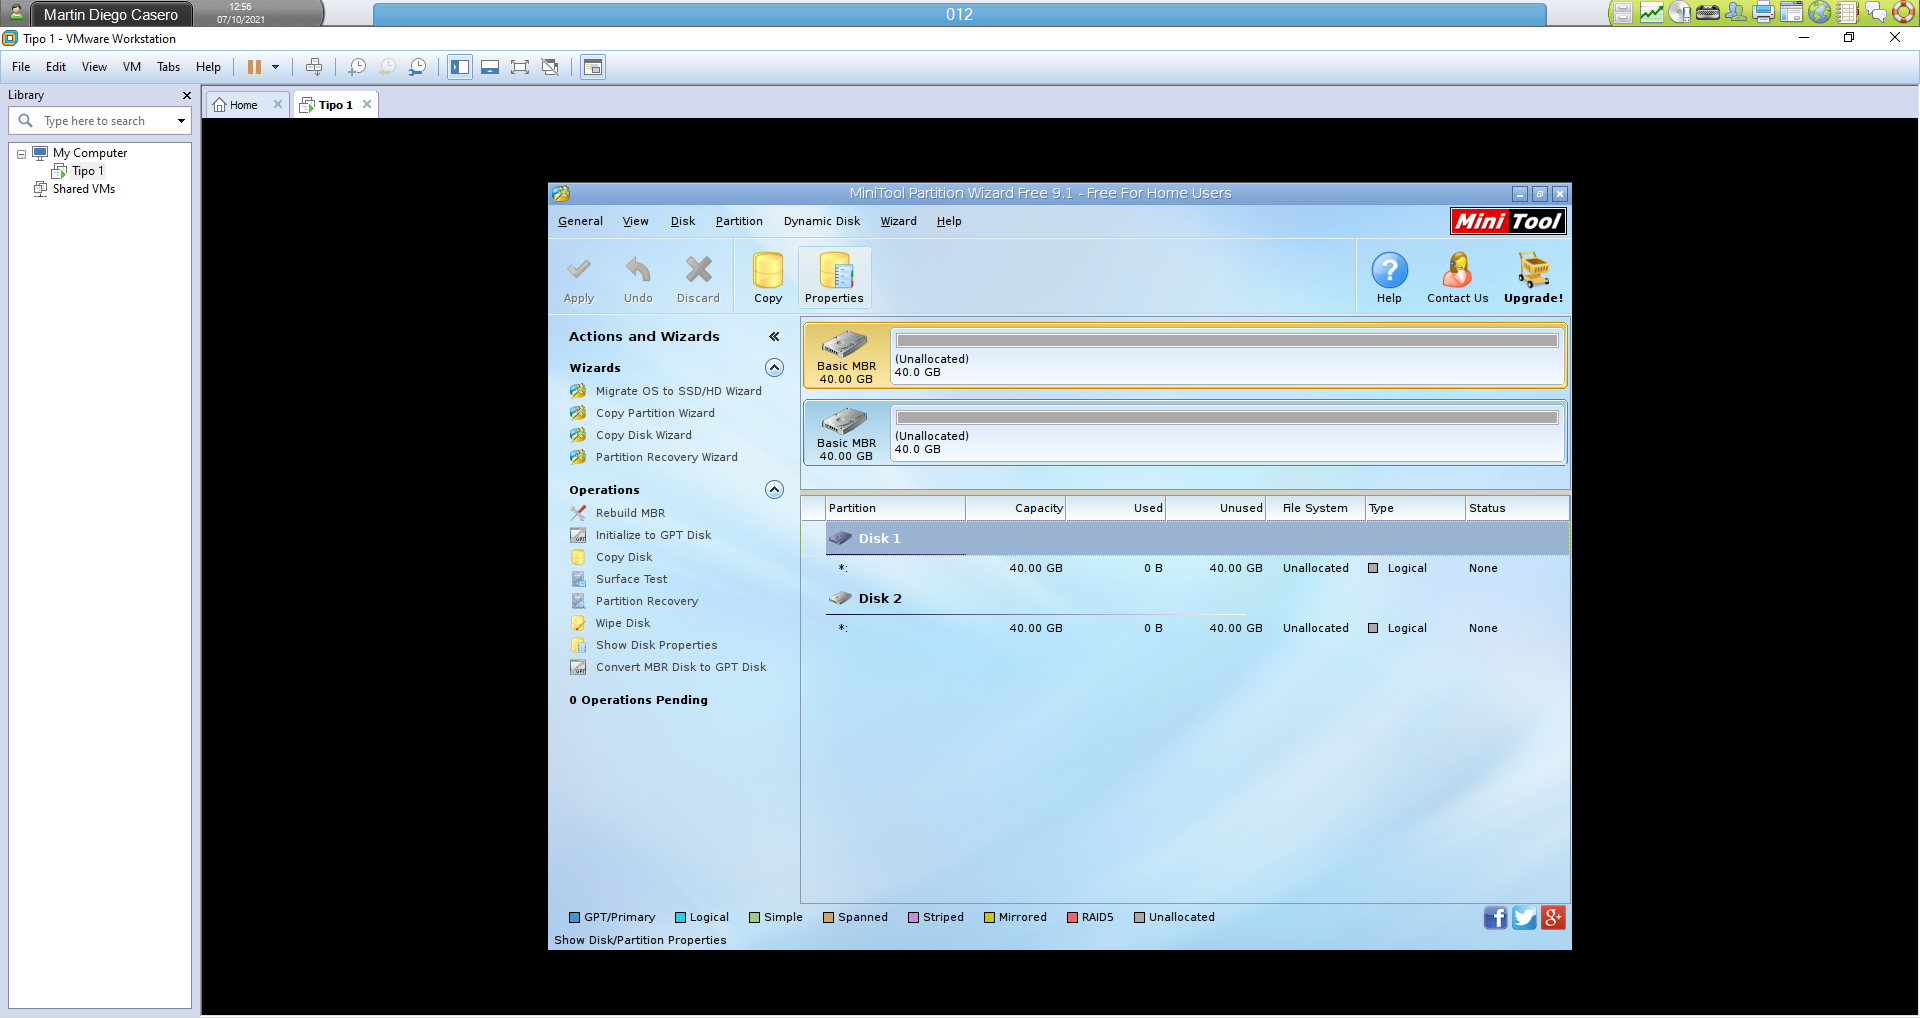 Martin Diego Casero
12:56
07/10/2021
012
Tipo 1 - VMware Workstation
File Edit View VM Tabs Help
Library
Home
Tipo 1
Type here to search
My Computer
Tipo 1
Shared VMs
MiniTool Partition Wizard Free 9.1 - Free For Home Users
General View Disk Partition Dynamic Disk Wizard Help
Mini Tool
Apply Undo Discard Copy Properties Help Contact Us Upgrade!
Actions and Wizards
Wizards
Migrate OS to SSD/HD Wizard
Copy Partition Wizard
Copy Disk Wizard
Partition Recovery Wizard
Operations
Rebuild MBR
Initialize to GPT Disk
Copy Disk
Surface Test
Partition Recovery
Wipe Disk
Show Disk Properties
Convert MBR Disk to GPT Disk
0 Operations Pending
Basic MBR
40.00 GB
(Unallocated)
40.0 GB
Basic MBR
40.00 GB
(Unallocated)
40.0 GB
Partition Capacity Used Unused File System Type Status
Disk 1
*: 40.00 GB 0 B 40.00 GB Unallocated Logical None
Disk 2
*: 40.00 GB 0 B 40.00 GB Unallocated Logical None
GPT/Primary Logical Simple Spanned Striped Mirrored RAID5 Unallocated
Show Disk/Partition Properties